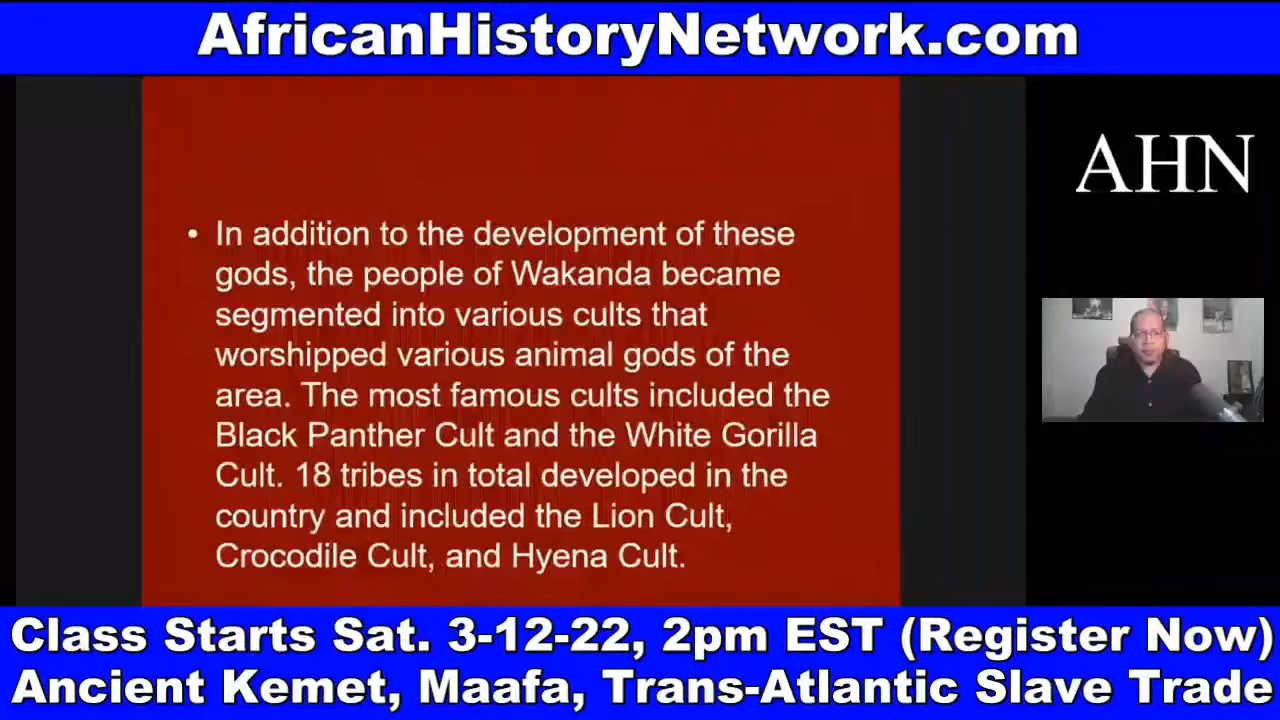 AfricanHistoryNetwork.com
AHN
• In addition to the development of these
gods, the people of Wakanda became
segmented into various cults that
worshipped various animal gods of the
area. The most famous cults included the
Black Panther Cult and the White Gorilla
Cult. 18 tribes in total developed in the
country and included the Lion Cult,
Crocodile Cult, and Hyena Cult.
Class Starts Sat. 3-12-22, 2pm EST (Register Now)
Ancient Kemet, Maafa, Trans-Atlantic Slave Trade